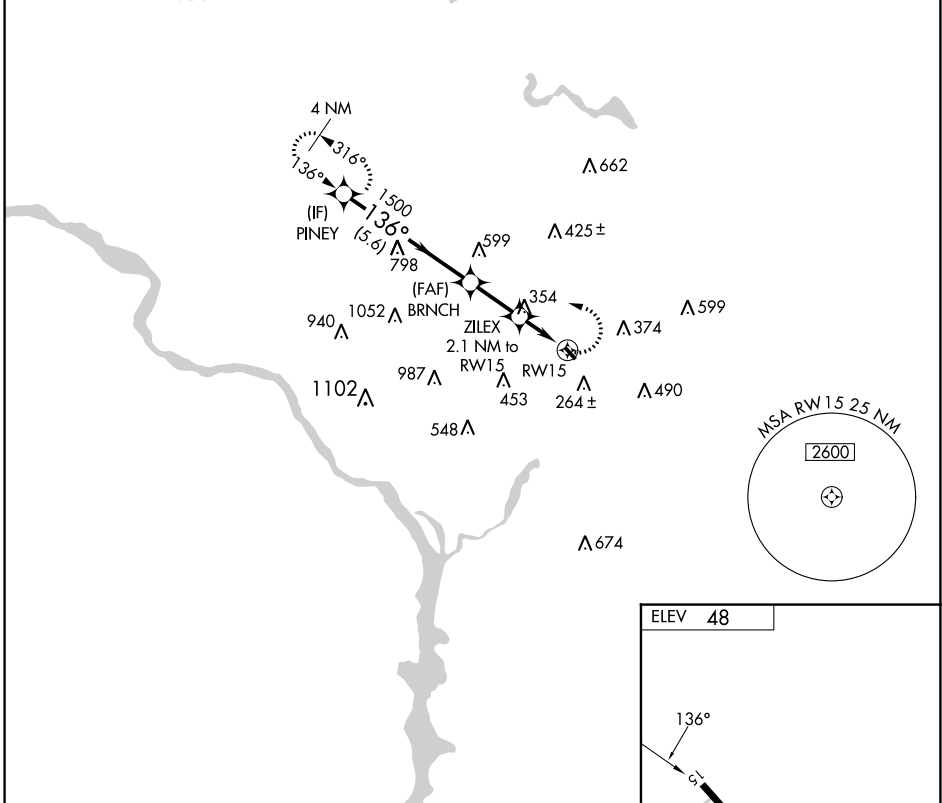 4 NM
316°
136°
662
(IF)
PINEY
1500
136°
(5.6)
425 ±
599
798
(FAF)
BRNCH
354
599
1052
940
374
ZILEX
2.1 NM to
RW15
RW15
987
1102
453
264 ±
490
548
MSA RW15 25 NM
2600
674
ELEV 48
136°
15